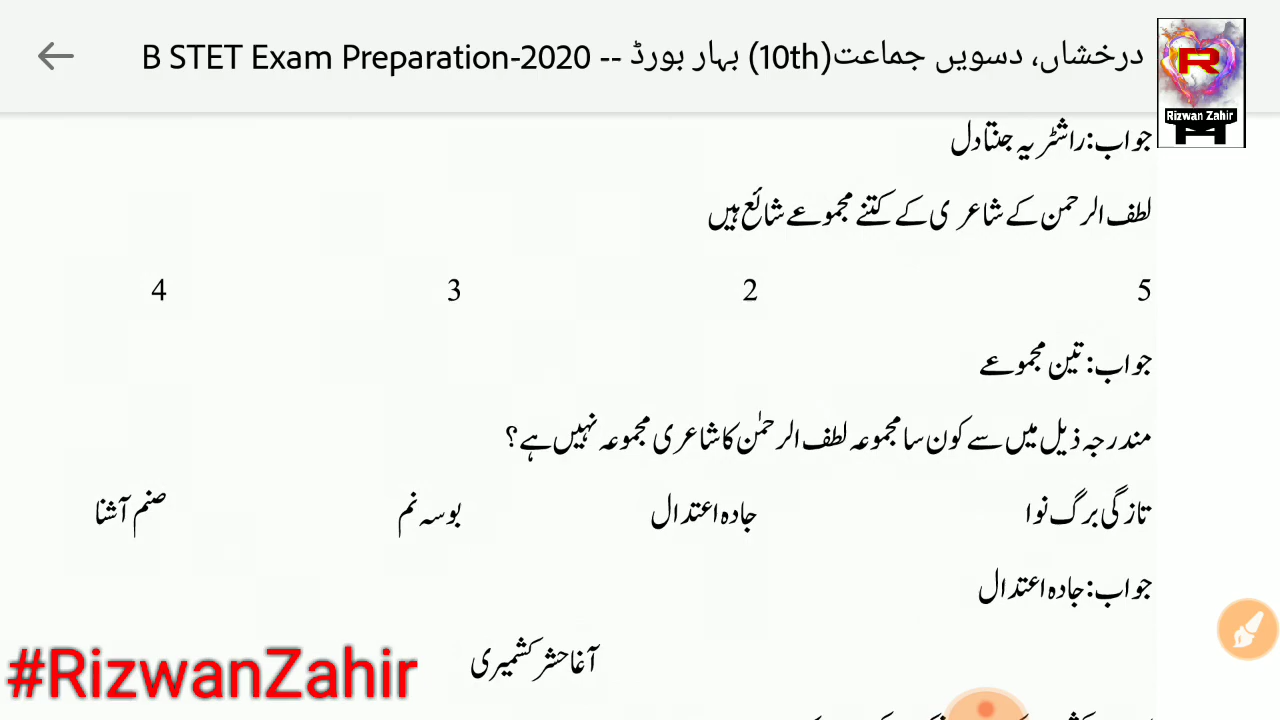 درخشاں، دسویں جماعت(10th) بہار بورڈ -- B STET Exam Preparation-2020
R
Rizwan Zahir
جواب:راشٹریہ جنتادل
لطف الرحمن کے شاعری کے کتنے مجموعے شائع ہیں
5 2 3 4
جواب: تین مجموعے
مندرجہ ذیل میں سے کون سا مجموعہ لطف الرحمٰن کا شاعری مجموعہ نہیں ہے؟
تازگی برگ نوا جادہ اعتدال بوسہ نم صنم آشنا
جواب: جادہ اعتدال
آغا حشر کشمیری
#RizwanZahir